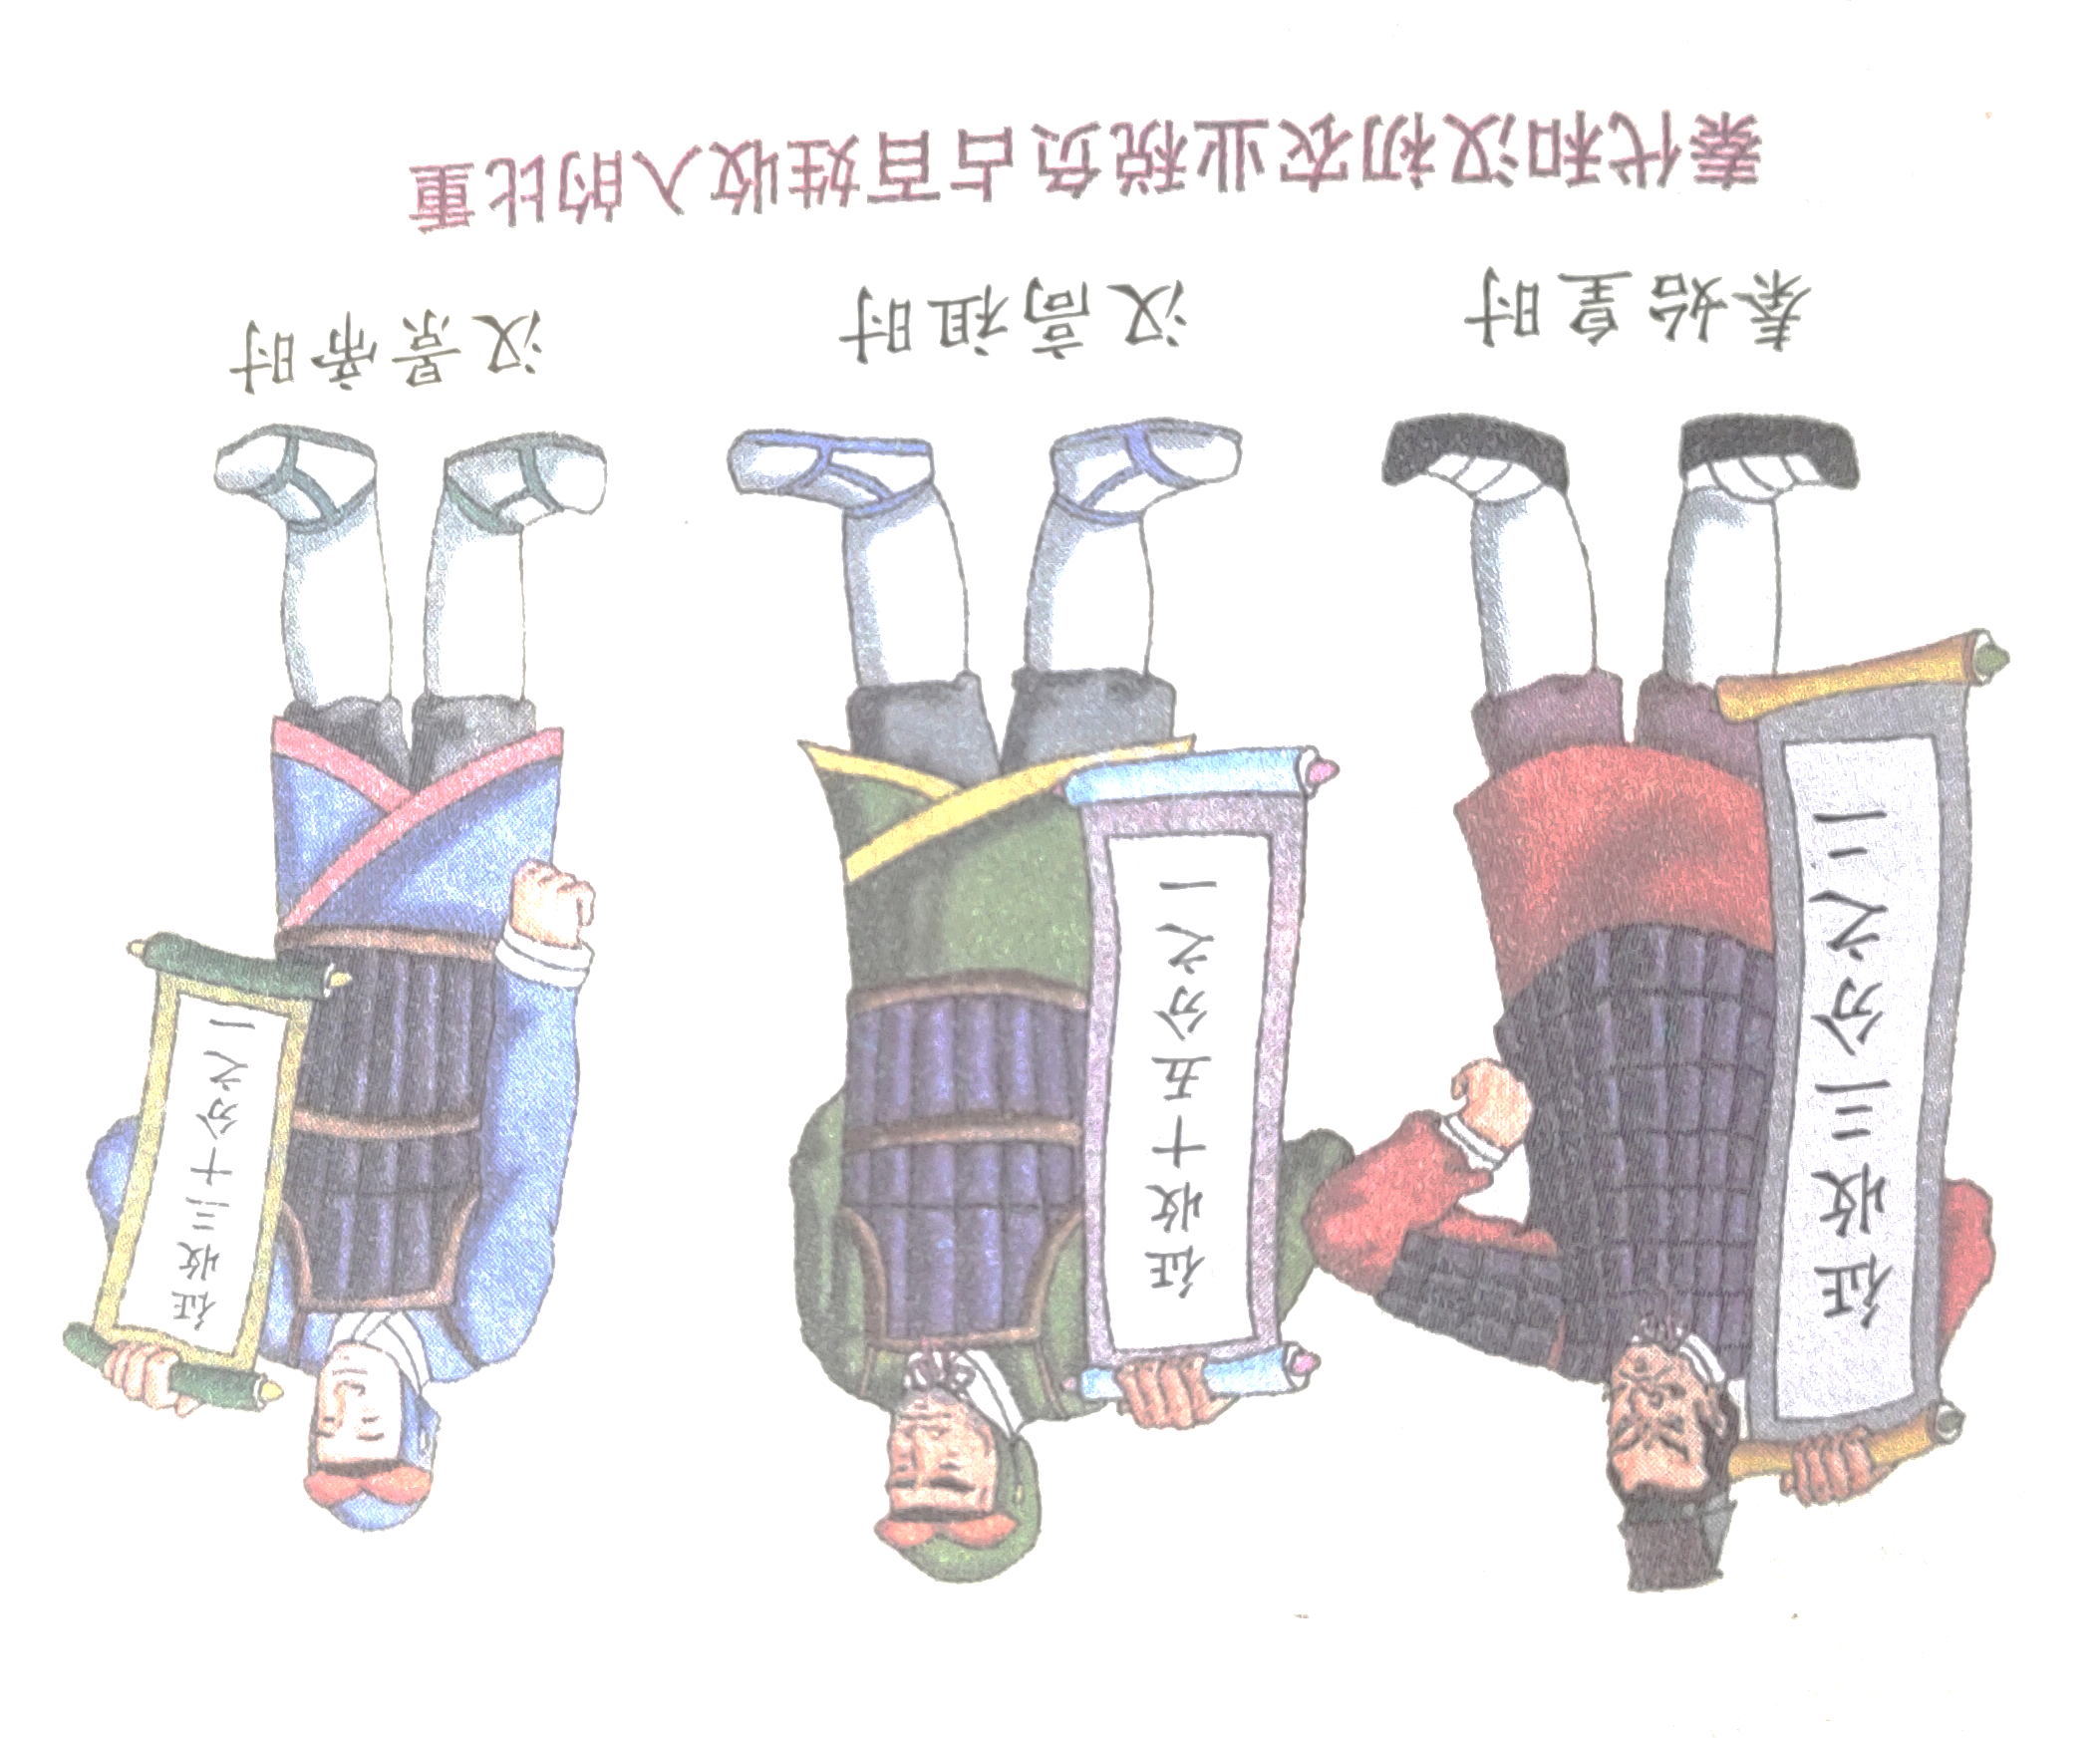 征收三分之二
征收十五分之一
征收三十分之一
秦始皇时
汉高祖时
汉景帝时
秦代和汉初农业税负占百姓收入的比重